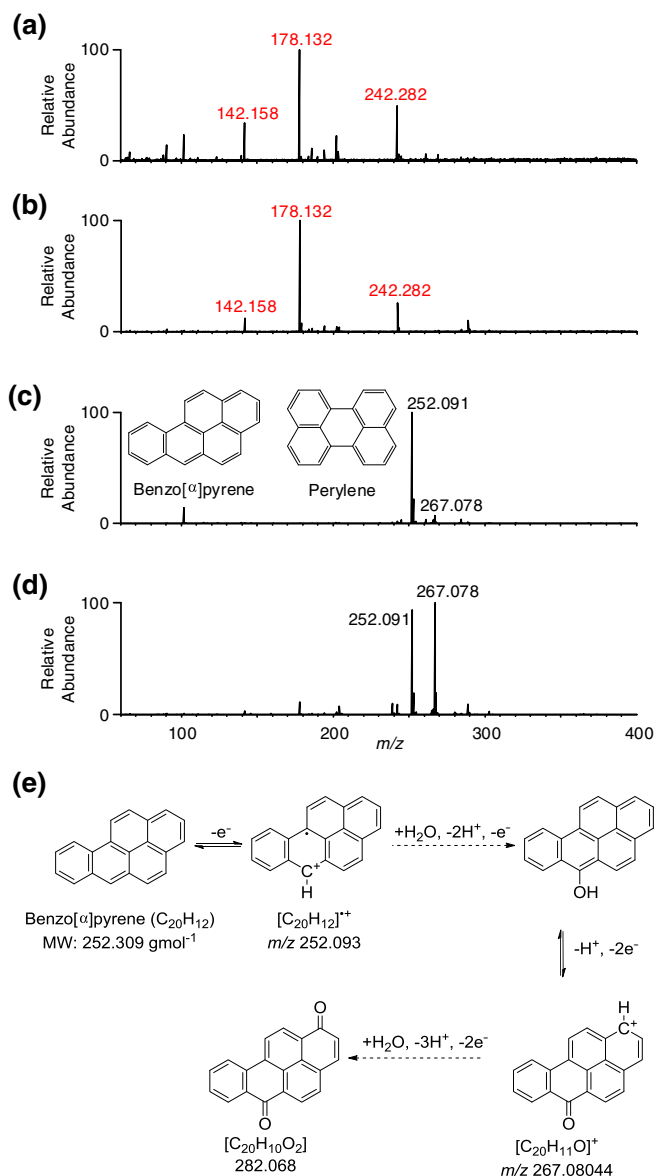 (a)
Relative
Abundance
100
0
142.158
178.132
242.282
(b)
Relative
Abundance
100
0
142.158
178.132
242.282
(c)
Relative
Abundance
100
0
Benzo[α]pyrene
Perylene
252.091
267.078
(d)
Relative
Abundance
100
0
252.091
267.078
100
200
300
400
m/z
(e)
-e⁻
C⁺
H
+H₂O, -2H⁺, -e⁻
OH
Benzo[α]pyrene (C₂₀H₁₂)
MW: 252.309 gmol⁻¹
[C₂₀H₁₂]•⁺
m/z 252.093
-H⁺, -2e⁻
O
O
[C₂₀H₁₀O₂]
282.068
+H₂O, -3H⁺, -2e⁻
H
C⁺
O
[C₂₀H₁₁O]⁺
m/z 267.08044